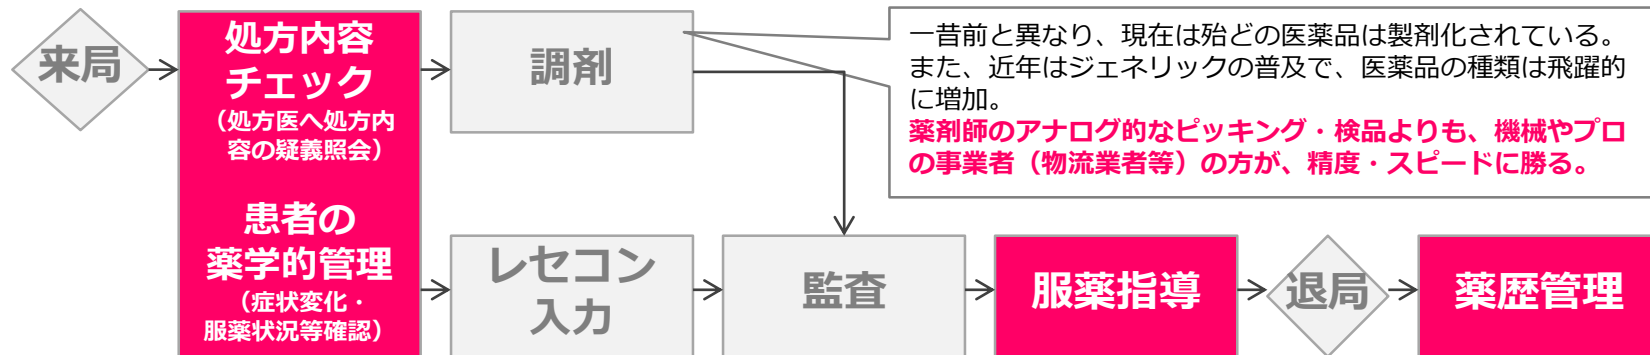 来局
処方内容
チェック
（処方医へ処方内
容の疑義照会）
患者の
薬学的管理
（症状変化・
服薬状況等確認）
調剤
一昔前と異なり、現在は殆どの医薬品は製剤化されている。
また、近年はジェネリックの普及で、医薬品の種類は飛躍的
に増加。
薬剤師のアナログ的なピッキング・検品よりも、機械やプロ
の事業者（物流業者等）の方が、精度・スピードに勝る。
レセコン
入力
監査
服薬指導
退局
薬歴管理